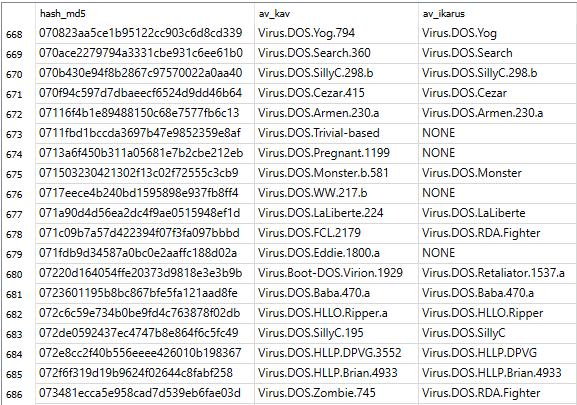 hash_md5 av_kav av_ikarus
668 070823aa5ce1b95122cc903c6d8cd339 Virus.DOS.Yog.794 Virus.DOS.Yog
669 070ace2279794a3331cbe931c6ee61b0 Virus.DOS.Search.360 Virus.DOS.Search
670 070b430e94f8b2867c97570022a0aa40 Virus.DOS.SillyC.298.b Virus.DOS.SillyC.298.b
671 070f94c597d7dbaeecf6524d9dd46b64 Virus.DOS.Cezar.415 Virus.DOS.Cezar
672 07116f4b1e89488150c68e7577fb6c13 Virus.DOS.Armen.230.a Virus.DOS.Armen.230.a
673 0711fbd1bccda3697b47e9852359e8af Virus.DOS.Trivial-based NONE
674 0713a6f450b311a05681e7b2cbe212eb Virus.DOS.Pregnant.1199 NONE
675 071503230421302f13c02f72555c3cb9 Virus.DOS.Monster.b.581 Virus.DOS.Monster
676 0717eece4b240bd1595898e937fb8ff4 Virus.DOS.WW.217.b NONE
677 071a90d4d56ea2dc4f9ae0515948ef1d Virus.DOS.LaLiberte.224 Virus.DOS.LaLiberte
678 071c09b7a57d422394f07f3fa097bbbd Virus.DOS.FCL.2179 Virus.DOS.RDA.Fighter
679 071fdb9d34587a0bc0e2aaffc188d02a Virus.DOS.Eddie.1800.a NONE
680 07220d164054ffe20373d9818e3e3b9b Virus.Boot-DOS.Virion.1929 Virus.DOS.Retaliator.1537.a
681 0723601195b8bc867bfe5fa121aad8fe Virus.DOS.Baba.470.a Virus.DOS.Baba.470.a
682 072c6c59e734b0be9fd4c763878f02db Virus.DOS.HLLO.Ripper.a Virus.DOS.HLLO.Ripper
683 072de0592437ec4747b8e864f6c5fc49 Virus.DOS.SillyC.195 Virus.DOS.SillyC
684 072e8cc2f40b556eeee426010b198367 Virus.DOS.HLLP.DPVG.3552 Virus.DOS.HLLP.DPVG
685 072f6f319d19b9624f02644c8fabf258 Virus.DOS.HLLP.Brian.4933 Virus.DOS.HLLP.Brian.4933
686 073481ecca5e958cad7d539eb6fae03d Virus.DOS.Zombie.745 Virus.DOS.RDA.Fighter